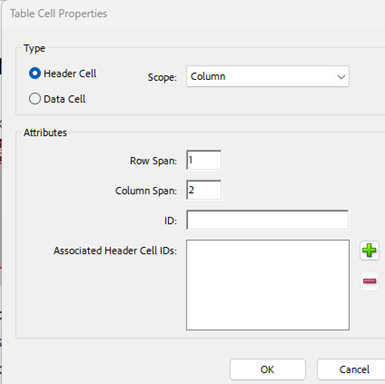 Table Cell Properties
Type
Header Cell Scope: Column
Data Cell
Attributes
Row Span: 1
Column Span: 2
ID:
Associated Header Cell IDs:
OK Cancel